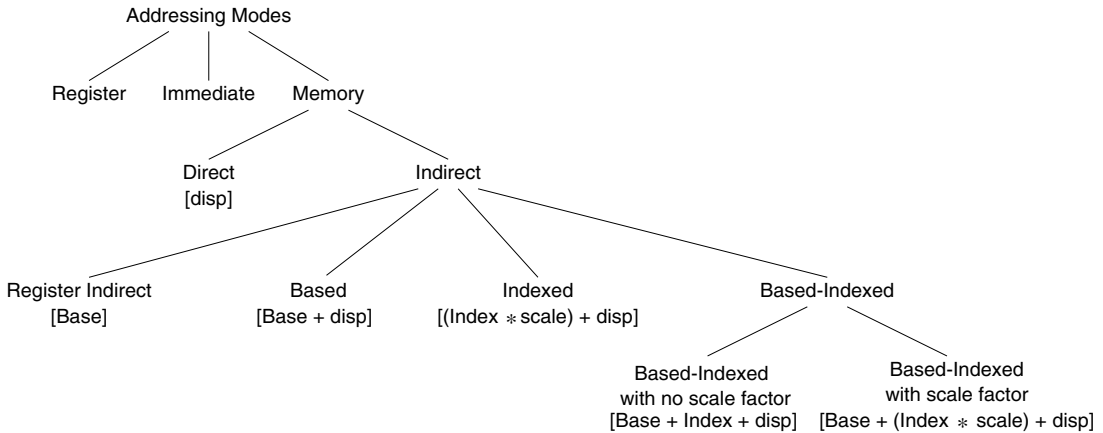 Addressing Modes
Register
Immediate
Memory
Direct
[disp]
Indirect
Register Indirect
[Base]
Based
[Base + disp]
Indexed
[(Index * scale) + disp]
Based-Indexed
Based-Indexed
with no scale factor
[Base + Index + disp]
Based-Indexed
with scale factor
[Base + (Index * scale) + disp]